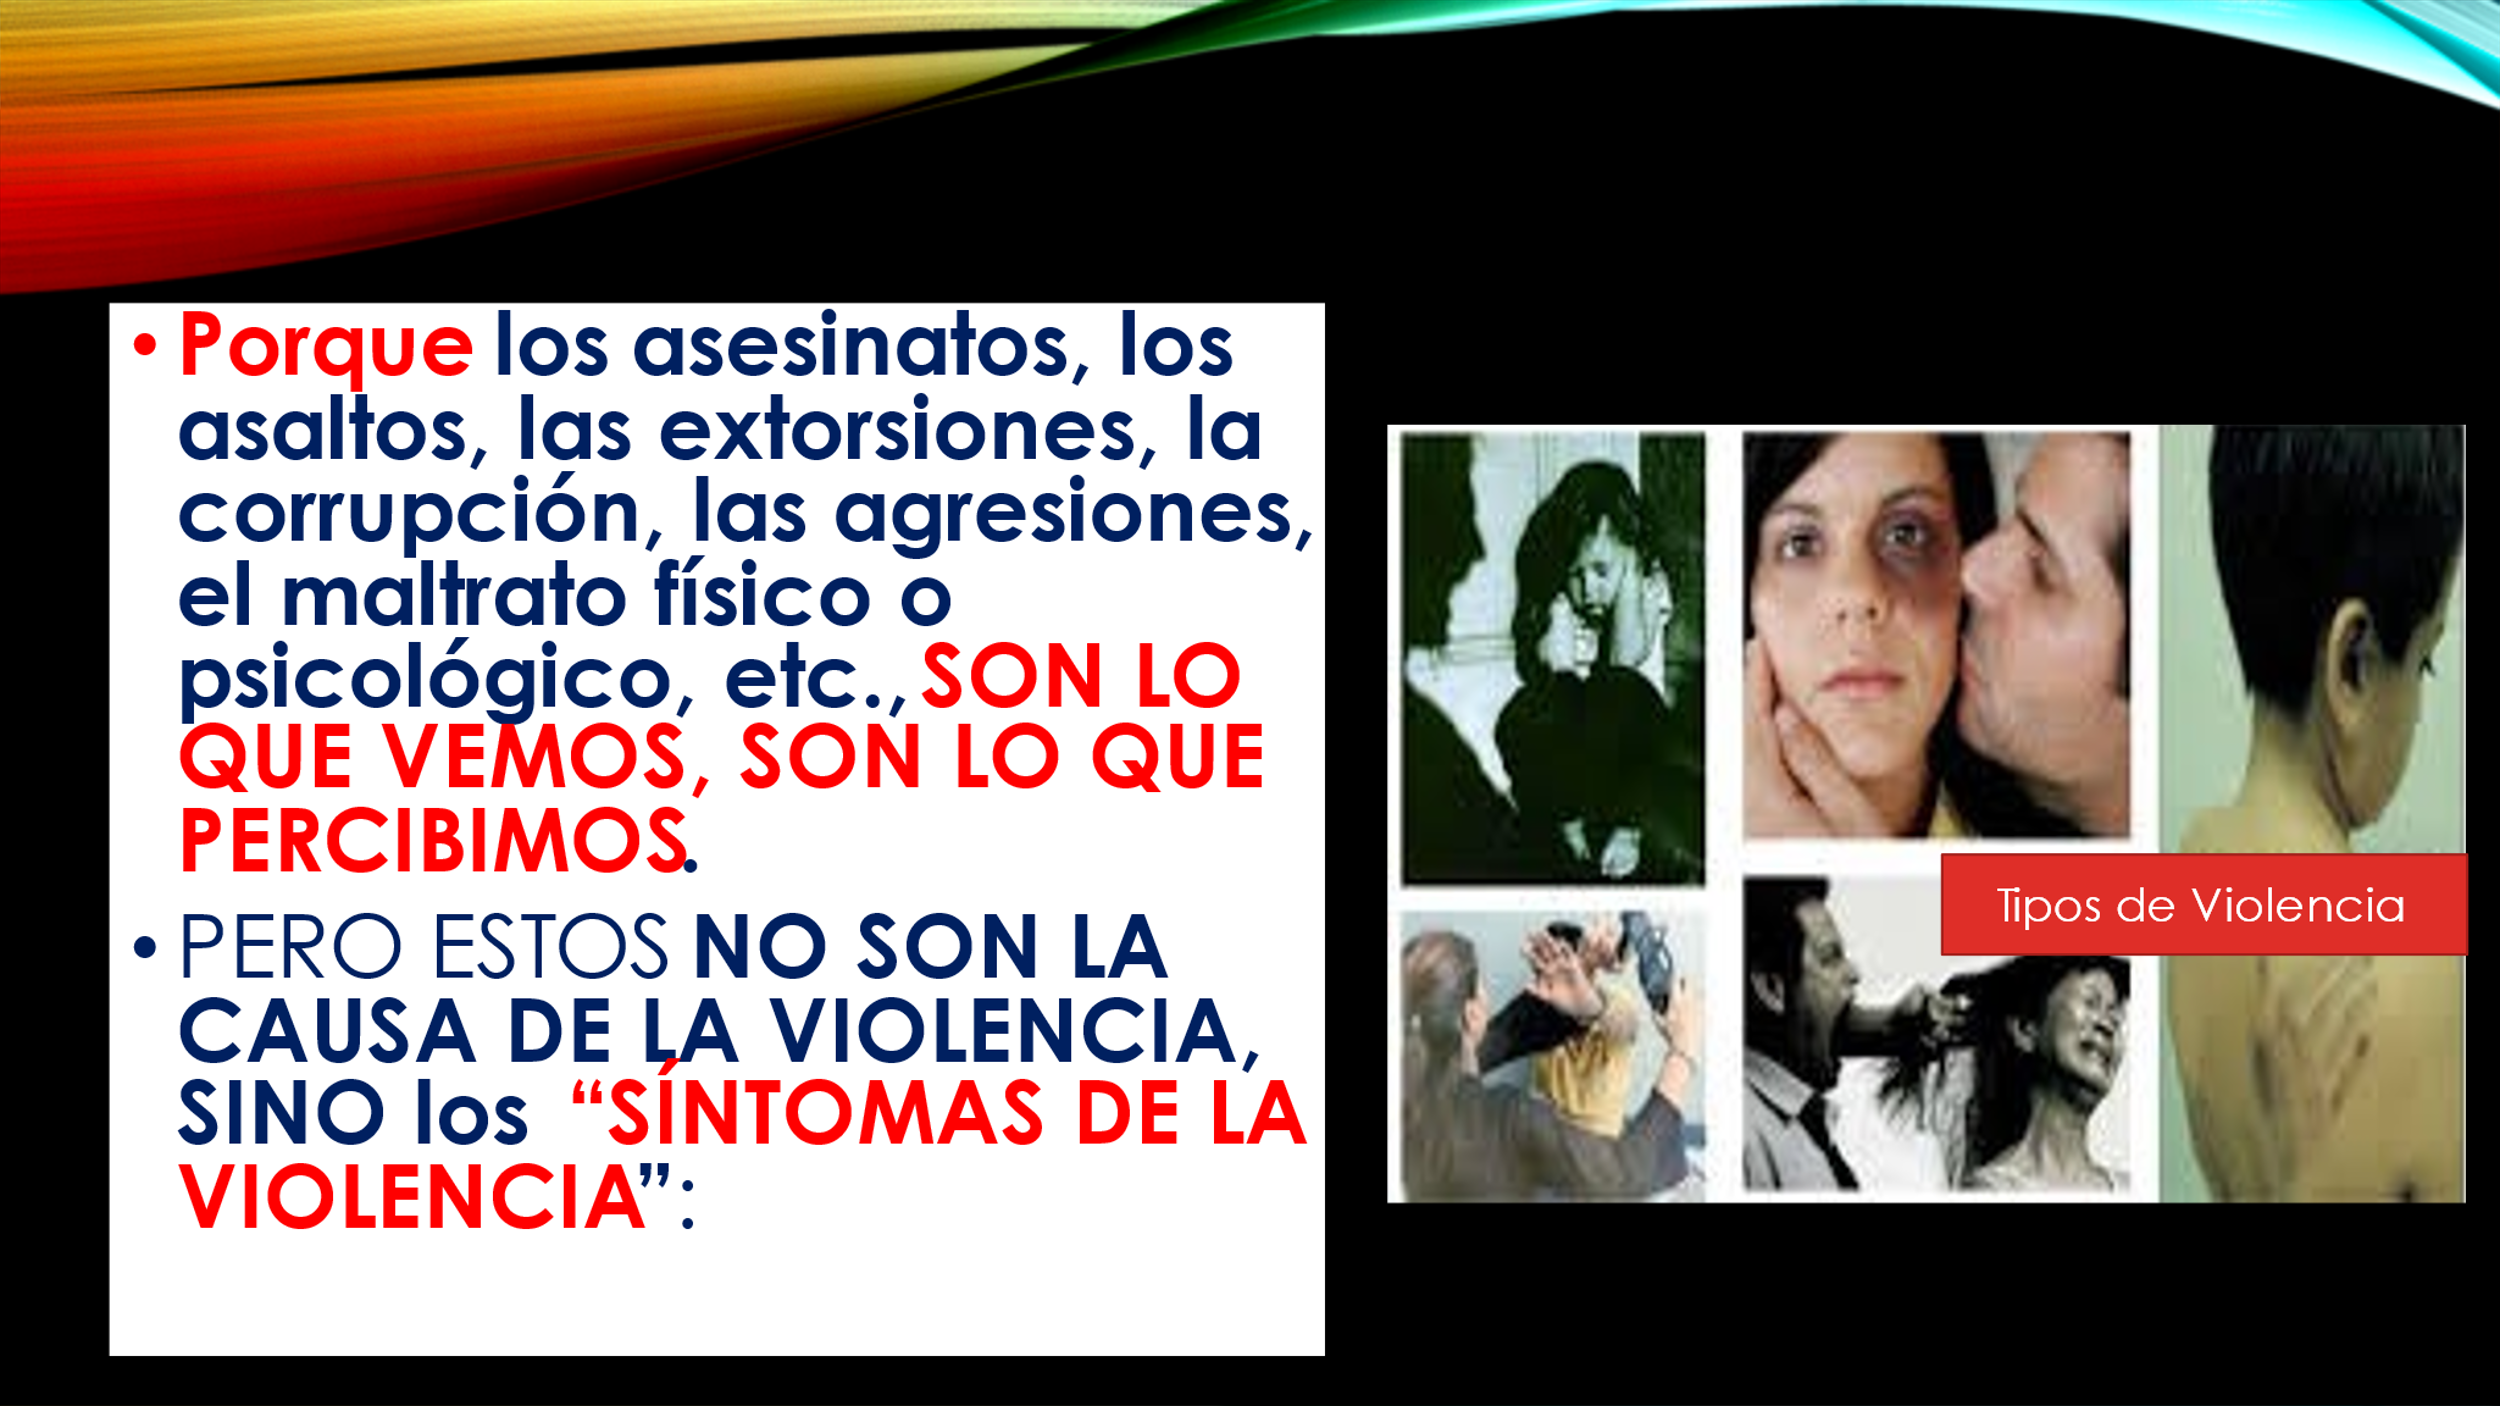 • Porque los asesinatos, los
asaltos, las extorsiones, la
corrupción, las agresiones,
el maltrato físico o
psicológico, etc., SON LO
QUE VEMOS, SON LO QUE
PERCIBIMOS.
• PERO ESTOS NO SON LA
CAUSA DE LA VIOLENCIA,
SINO los “SÍNTOMAS DE LA
VIOLENCIA”:
Tipos de Violencia